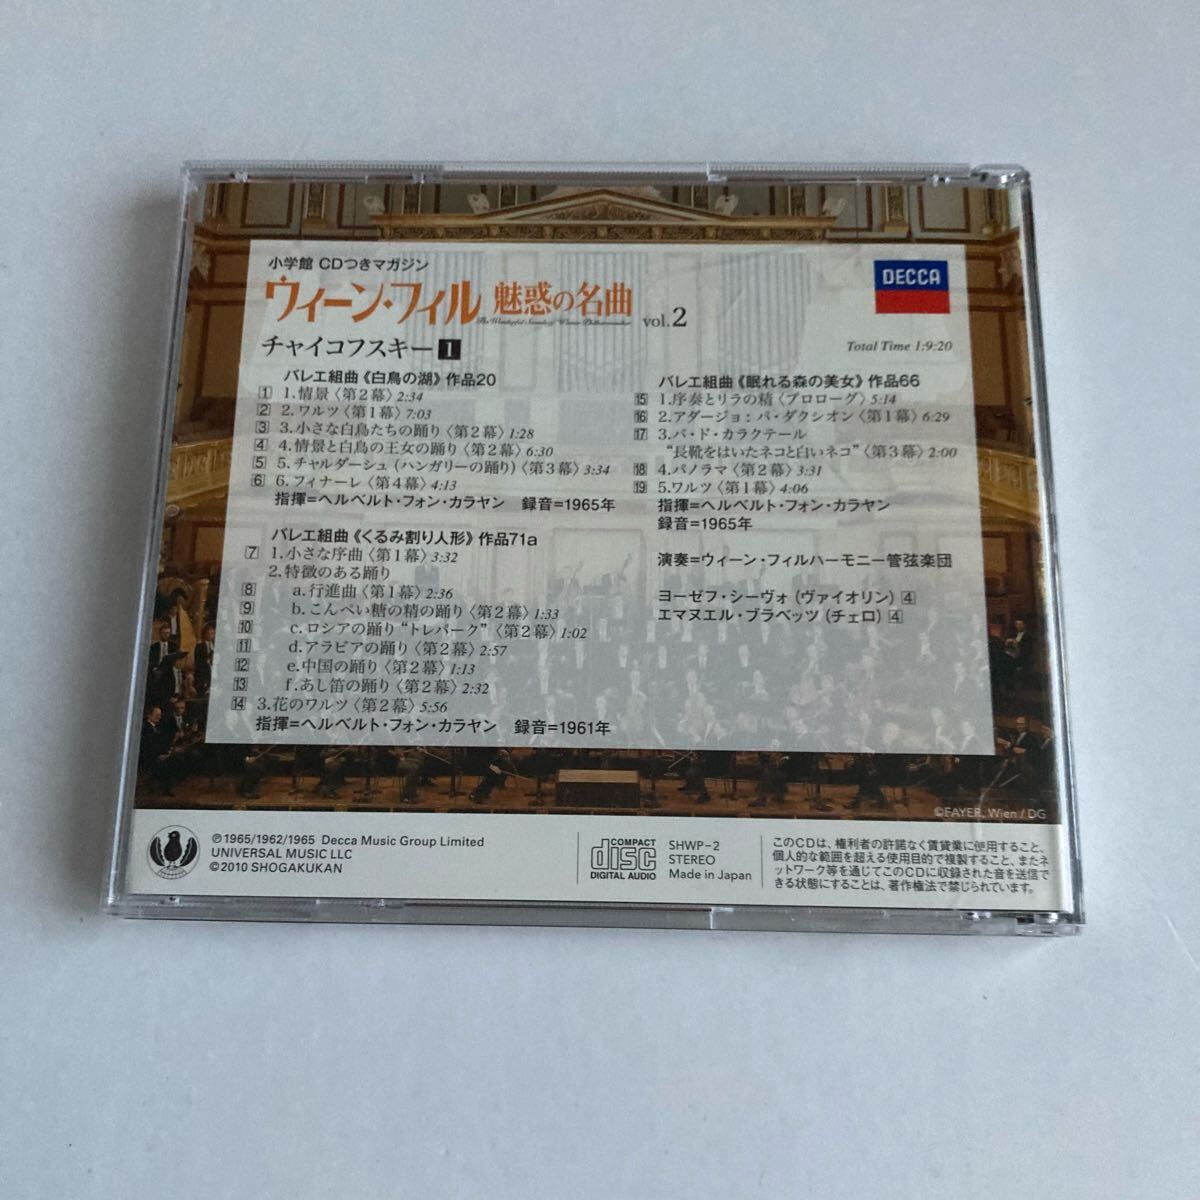 小学館 CDつきマガジン
ウィーン・フィル 魅惑の名曲 vol.2
The Wonderful Sounds of Wiener Philharmoniker
チャイコフスキー 1
DECCA
Total Time 1:9:20
バレエ組曲《白鳥の湖》作品20
1 1.情景〈第2幕〉2:34
2 2.ワルツ〈第1幕〉7:03
3 3.小さな白鳥たちの踊り〈第2幕〉1:28
4 4.情景と白鳥の王女の踊り〈第2幕〉6:30
5 5.チャルダーシュ(ハンガリーの踊り)〈第3幕〉3:34
6 6.フィナーレ〈第4幕〉4:13
指揮=ヘルベルト・フォン・カラヤン 録音=1965年
バレエ組曲《くるみ割り人形》作品71a
7 1.小さな序曲〈第1幕〉3:32
2.特徴のある踊り
8 a.行進曲〈第1幕〉2:36
9 b.こんぺい糖の精の踊り〈第2幕〉1:33
10 c.ロシアの踊り“トレパーク”〈第2幕〉1:02
11 d.アラビアの踊り〈第2幕〉2:57
12 e.中国の踊り〈第2幕〉1:13
13 f.あし笛の踊り〈第2幕〉2:32
14 3.花のワルツ〈第2幕〉5:56
指揮=ヘルベルト・フォン・カラヤン 録音=1961年
バレエ組曲《眠れる森の美女》作品66
15 1.序奏とリラの精〈プロローグ〉5:14
16 2.アダージョ:パ・ダクシオン〈第1幕〉6:29
17 3.パ・ド・カラクテール
“長靴をはいたネコと白いネコ”〈第3幕〉2:00
18 4.パノラマ〈第2幕〉3:31
19 5.ワルツ〈第1幕〉4:06
指揮=ヘルベルト・フォン・カラヤン
録音=1965年
演奏=ウィーン・フィルハーモニー管弦楽団
ヨーゼフ・シーヴォ(ヴァイオリン) 4
エマヌエル・ブラベッツ(チェロ) 4
©FAYER, Wien / DG
℗1965/1962/1965 Decca Music Group Limited
UNIVERSAL MUSIC LLC
©2010 SHOGAKUKAN
COMPACT
disc
DIGITAL AUDIO
SHWP-2
STEREO
Made in Japan
このCDは、権利者の許諾なく賃貸業に使用すること、
個人的な範囲を超える使用目的で複製すること、またネ
ットワーク等を通じてこのCDに収録された音を送信で
きる状態にすることは、著作権法で禁じられています。